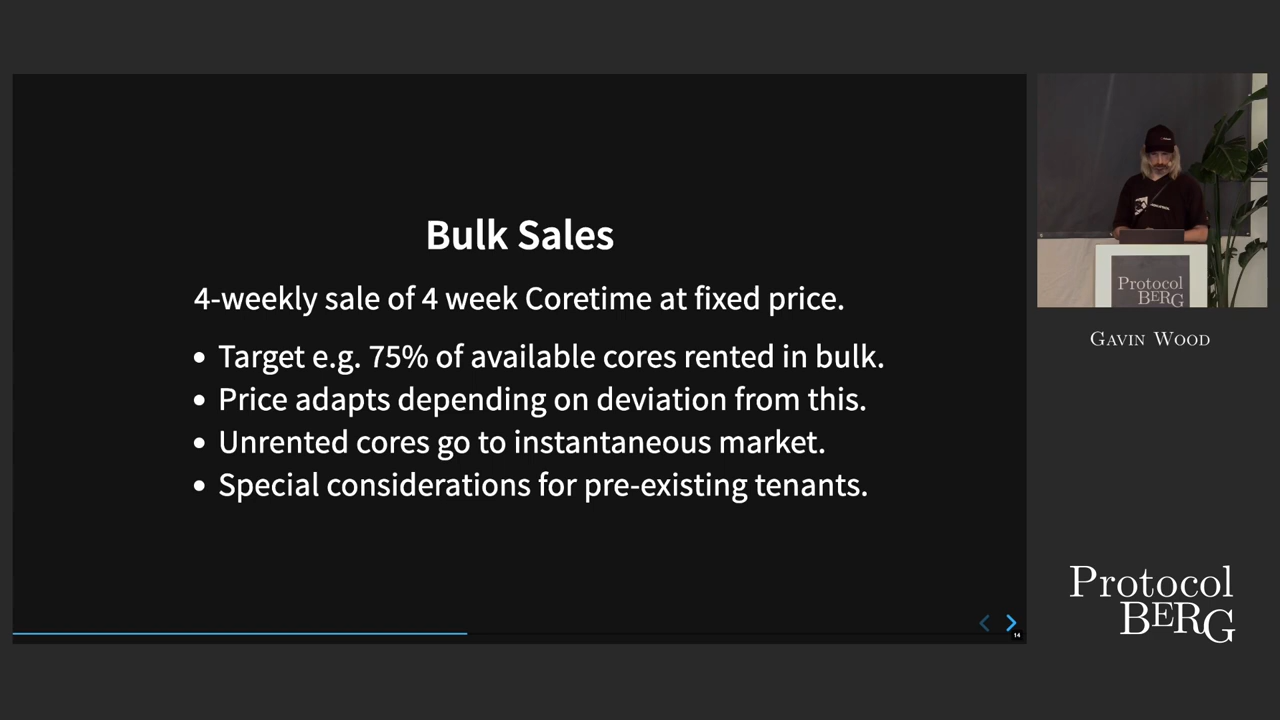 Bulk Sales
4-weekly sale of 4 week Coretime at fixed price.
• Target e.g. 75% of available cores rented in bulk.
• Price adapts depending on deviation from this.
• Unrented cores go to instantaneous market.
• Special considerations for pre-existing tenants.
14
Protocol
BERG
GAVIN WOOD
Protocol
BERG